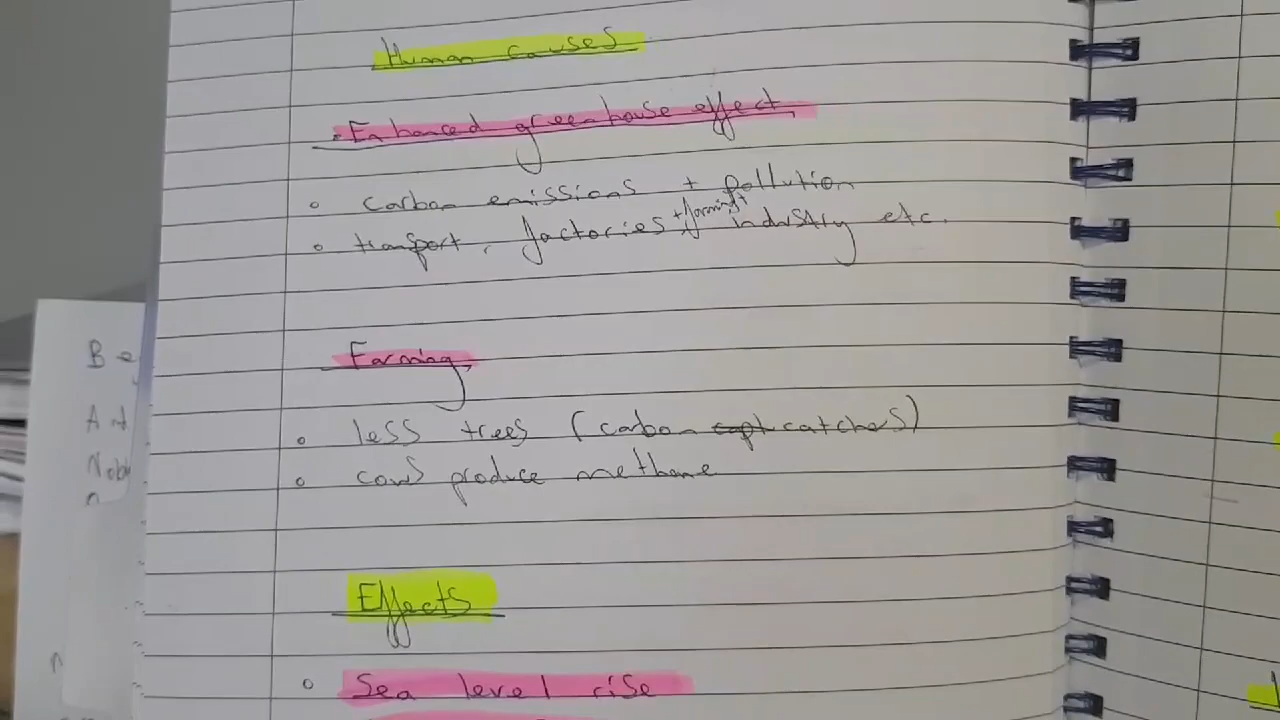 Human causes
• Enhanced greenhouse effect
• carbon emissions + pollution
• transport, factories, +farming+ industry etc.
Farming
• less trees (carbon catchers)
• cows produce methane
Effects
• Sea level rise